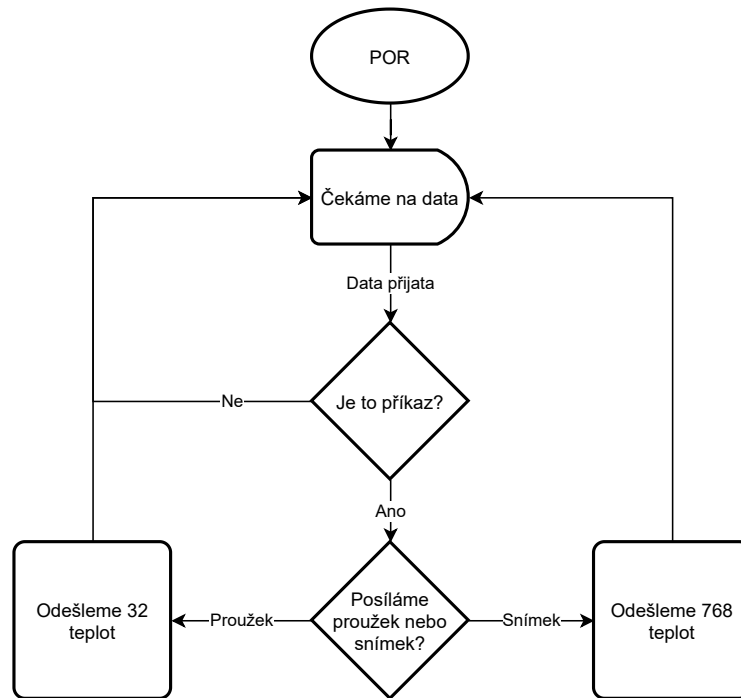 POR
Čekáme na data
Data přijata
Je to příkaz?
Ne
Ano
Odešleme 32
teplot
Proužek
Posíláme
proužek nebo
snímek?
Snímek
Odešleme 768
teplot